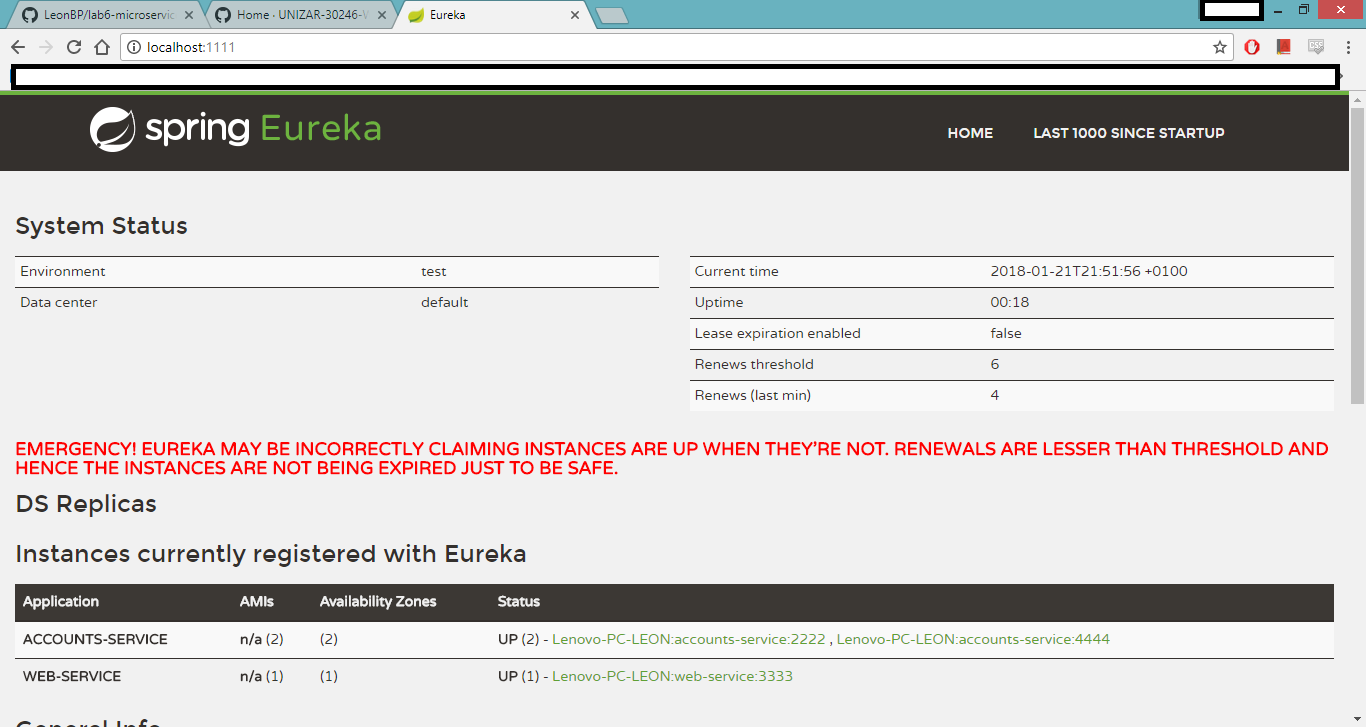 LeonBP/lab6-microservic
Home · UNIZAR-30246-W
Eureka
localhost:1111
spring Eureka
HOME
LAST 1000 SINCE STARTUP
System Status
Environment test
Data center default
Current time 2018-01-21T21:51:56 +0100
Uptime 00:18
Lease expiration enabled false
Renews threshold 6
Renews (last min) 4
EMERGENCY! EUREKA MAY BE INCORRECTLY CLAIMING INSTANCES ARE UP WHEN THEY'RE NOT. RENEWALS ARE LESSER THAN THRESHOLD AND
HENCE THE INSTANCES ARE NOT BEING EXPIRED JUST TO BE SAFE.
DS Replicas
Instances currently registered with Eureka
Application AMIs Availability Zones Status
ACCOUNTS-SERVICE n/a (2) (2) UP (2) - Lenovo-PC-LEON:accounts-service:2222 , Lenovo-PC-LEON:accounts-service:4444
WEB-SERVICE n/a (1) (1) UP (1) - Lenovo-PC-LEON:web-service:3333
General Info